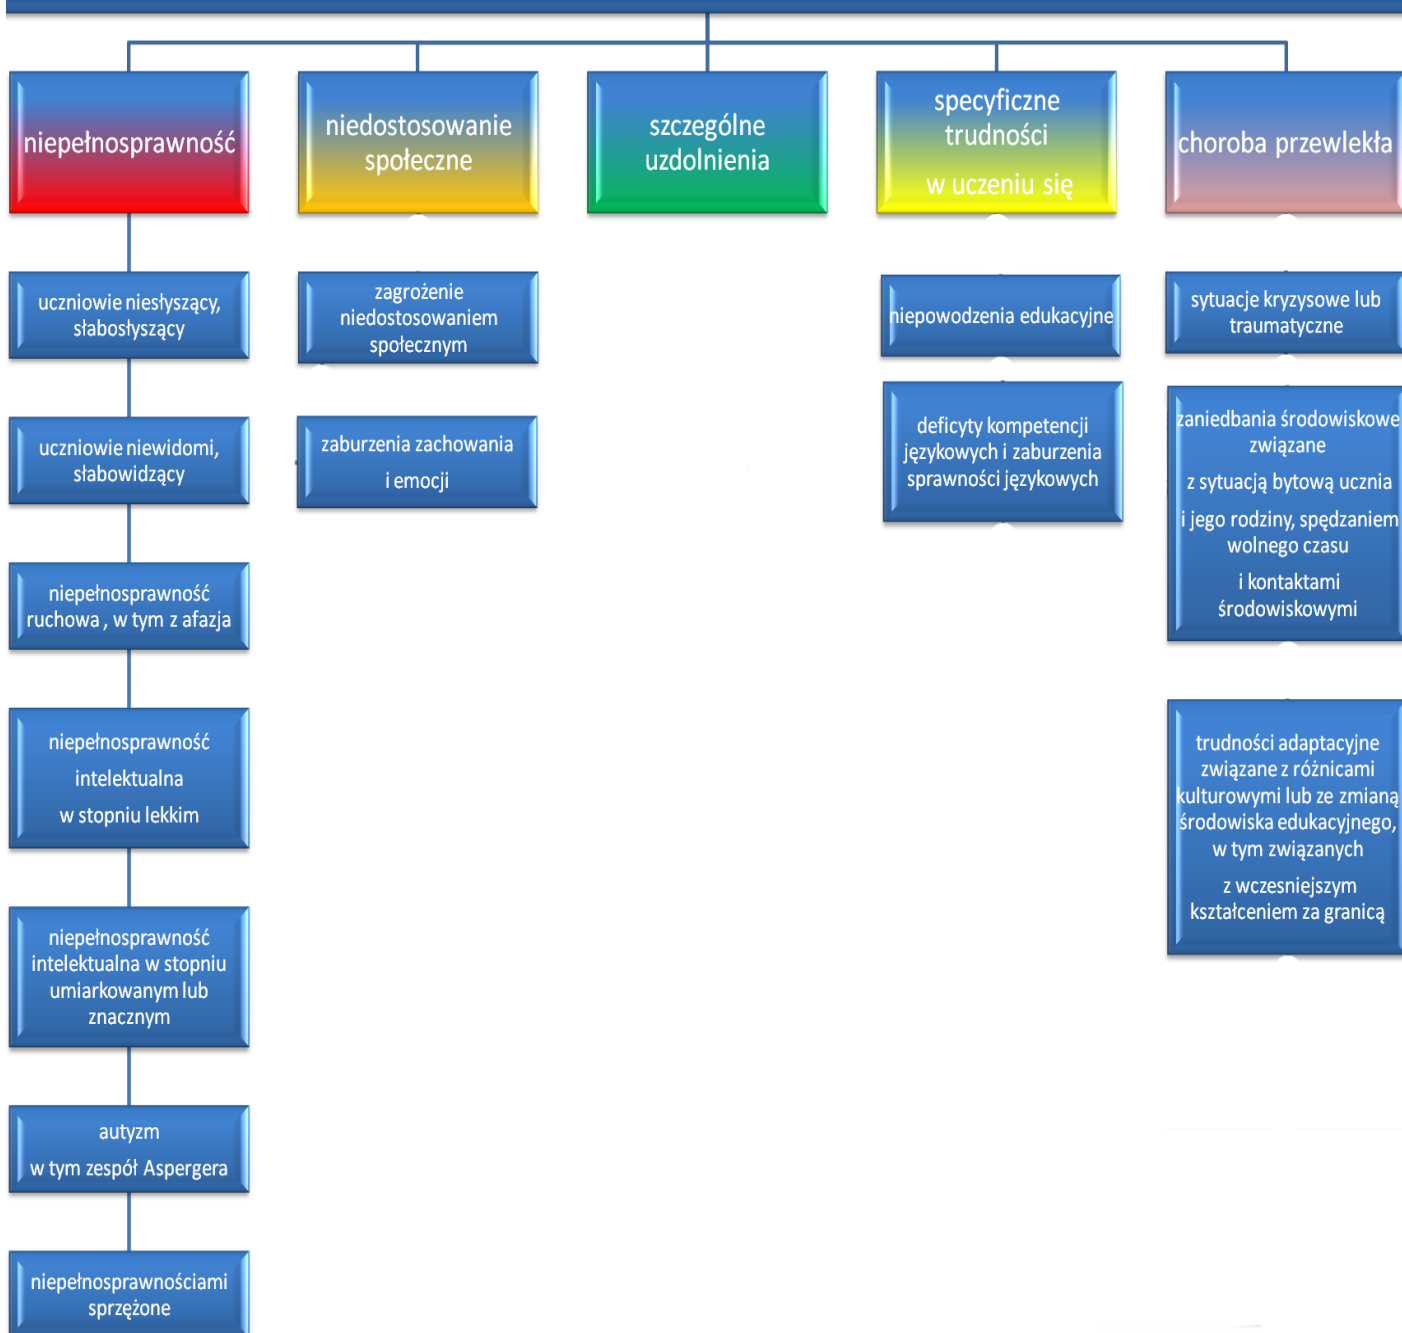 niepełnosprawność
niedostosowanie
społeczne
szczególne
uzdolnienia
specyficzne
trudności
w uczeniu się
choroba przewlekła
uczniowie niesłyszący,
słabosłyszący
uczniowie niewidomi,
słabowidzący
niepełnosprawność
ruchowa , w tym z afazja
niepełnosprawność
intelektualna
w stopniu lekkim
niepełnosprawność
intelektualna w stopniu
umiarkowanym lub
znacznym
autyzm
w tym zespół Aspergera
niepełnosprawnościami
sprzężone
zagrożenie
niedostosowaniem
społecznym
zaburzenia zachowania
i emocji
niepowodzenia edukacyjne
deficyty kompetencji
językowych i zaburzenia
sprawności językowych
sytuacje kryzysowe lub
traumatyczne
zaniedbania środowiskowe
związane
z sytuacją bytową ucznia
i jego rodziny, spędzaniem
wolnego czasu
i kontaktami
środowiskowymi
trudności adaptacyjne
związane z różnicami
kulturowymi lub ze zmianą
środowiska edukacyjnego,
w tym związanych
z wczesniejszym
kształceniem za granicą